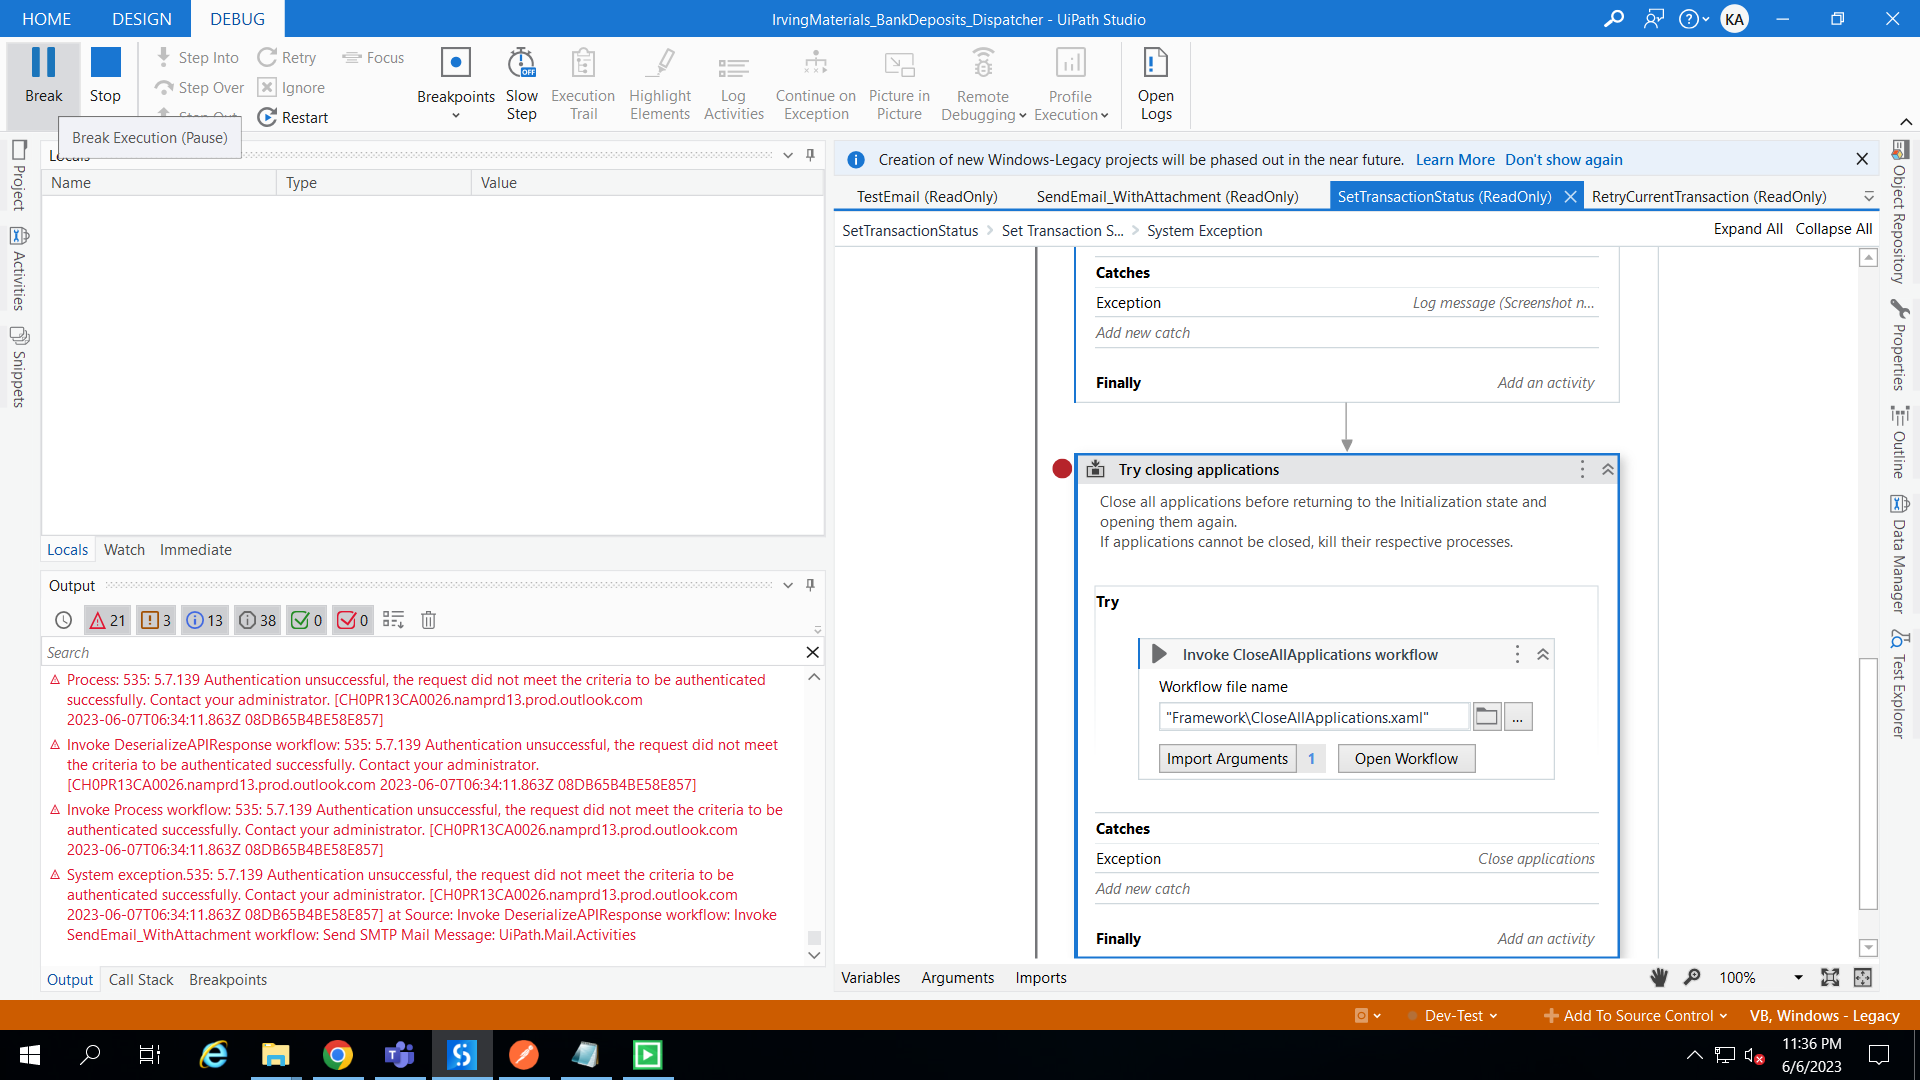 HOME DESIGN DEBUG
IrvingMaterials_BankDeposits_Dispatcher - UiPath Studio
KA
Break
Stop
Step Into
Step Over
Retry
Ignore
Restart
Focus
Breakpoints
Slow Step
OFF
Execution Trail
Highlight Elements
Log Activities
Continue on Exception
Picture in Picture
Remote Debugging
Profile Execution
Open Logs
Break Execution (Pause)
Project
Activities
Snippets
Name Type Value
Locals Watch Immediate
Output
21 3 13 38 0 0
Search
Process: 535: 5.7.139 Authentication unsuccessful, the request did not meet the criteria to be authenticated
successfully. Contact your administrator. [CH0PR13CA0026.namprd13.prod.outlook.com
2023-06-07T06:34:11.863Z 08DB65B4BE58E857]
Invoke DeserializeAPIResponse workflow: 535: 5.7.139 Authentication unsuccessful, the request did not meet
the criteria to be authenticated successfully. Contact your administrator.
[CH0PR13CA0026.namprd13.prod.outlook.com 2023-06-07T06:34:11.863Z 08DB65B4BE58E857]
Invoke Process workflow: 535: 5.7.139 Authentication unsuccessful, the request did not meet the criteria to be
authenticated successfully. Contact your administrator. [CH0PR13CA0026.namprd13.prod.outlook.com
2023-06-07T06:34:11.863Z 08DB65B4BE58E857]
System exception.535: 5.7.139 Authentication unsuccessful, the request did not meet the criteria to be
authenticated successfully. Contact your administrator. [CH0PR13CA0026.namprd13.prod.outlook.com
2023-06-07T06:34:11.863Z 08DB65B4BE58E857] at Source: Invoke DeserializeAPIResponse workflow: Invoke
SendEmail_WithAttachment workflow: Send SMTP Mail Message: UiPath.Mail.Activities
Output Call Stack Breakpoints
Creation of new Windows-Legacy projects will be phased out in the near future. Learn More Don't show again
TestEmail (ReadOnly) SendEmail_WithAttachment (ReadOnly) SetTransactionStatus (ReadOnly) RetryCurrentTransaction (ReadOnly)
SetTransactionStatus > Set Transaction S... > System Exception
Expand All Collapse All
Catches
Exception Log message (Screenshot n...
Add new catch
Finally Add an activity
Try closing applications
Close all applications before returning to the Initialization state and
opening them again.
If applications cannot be closed, kill their respective processes.
Try
Invoke CloseAllApplications workflow
Workflow file name
"Framework\CloseAllApplications.xaml" ...
Import Arguments 1 Open Workflow
Catches
Exception Close applications
Add new catch
Finally Add an activity
Variables Arguments Imports
100%
Object Repository
Properties
Outline
Data Manager
Test Explorer
Dev-Test
Add To Source Control
VB, Windows - Legacy
11:36 PM
6/6/2023